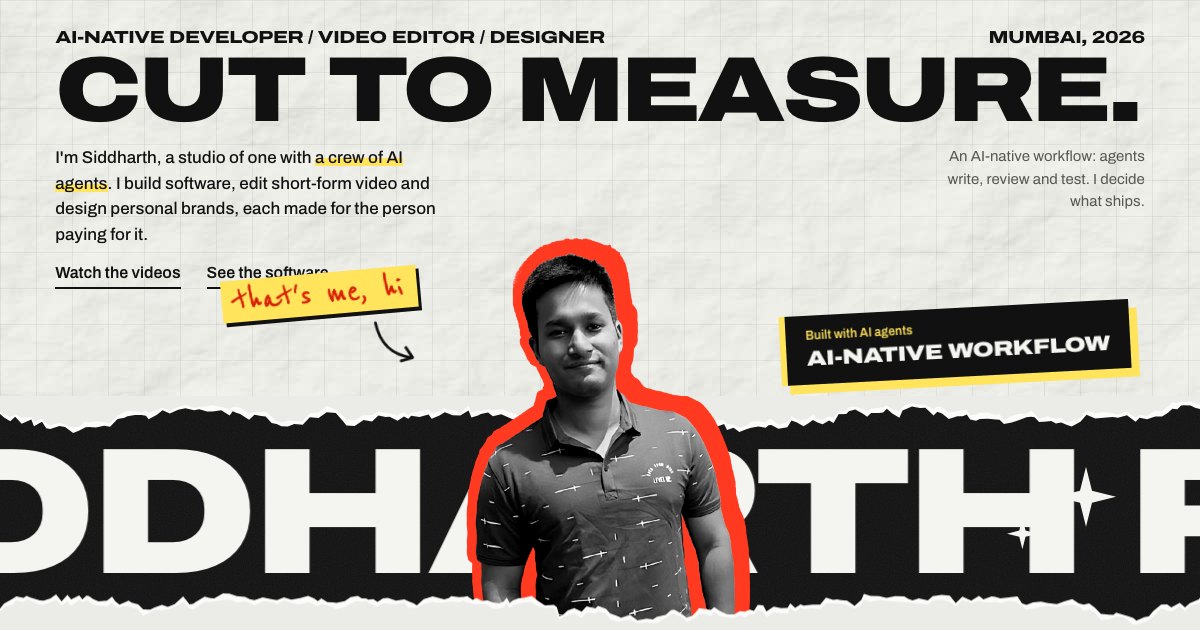 AI-NATIVE DEVELOPER / VIDEO EDITOR / DESIGNER
MUMBAI, 2026
CUT TO MEASURE.
I'm Siddharth, a studio of one with a crew of AI
agents. I build software, edit short-form video and
design personal brands, each made for the person
paying for it.
An AI-native workflow: agents
write, review and test. I decide
what ships.
Watch the videos
See the software
that's me, hi
Built with AI agents
AI-NATIVE WORKFLOW
DDHA RTH P
LEVEL